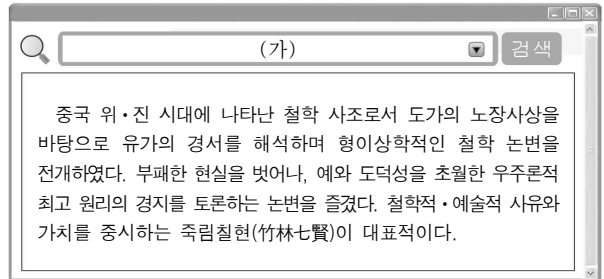 (가)
검색
중국 위·진 시대에 나타난 철학 사조로서 도가의 노장사상을
바탕으로 유가의 경서를 해석하며 형이상학적인 철학 논변을
전개하였다. 부패한 현실을 벗어나, 예와 도덕성을 초월한 우주론적
최고 원리의 경지를 토론하는 논변을 즐겼다. 철학적·예술적 사유와
가치를 중시하는 죽림칠현(竹林七賢)이 대표적이다.